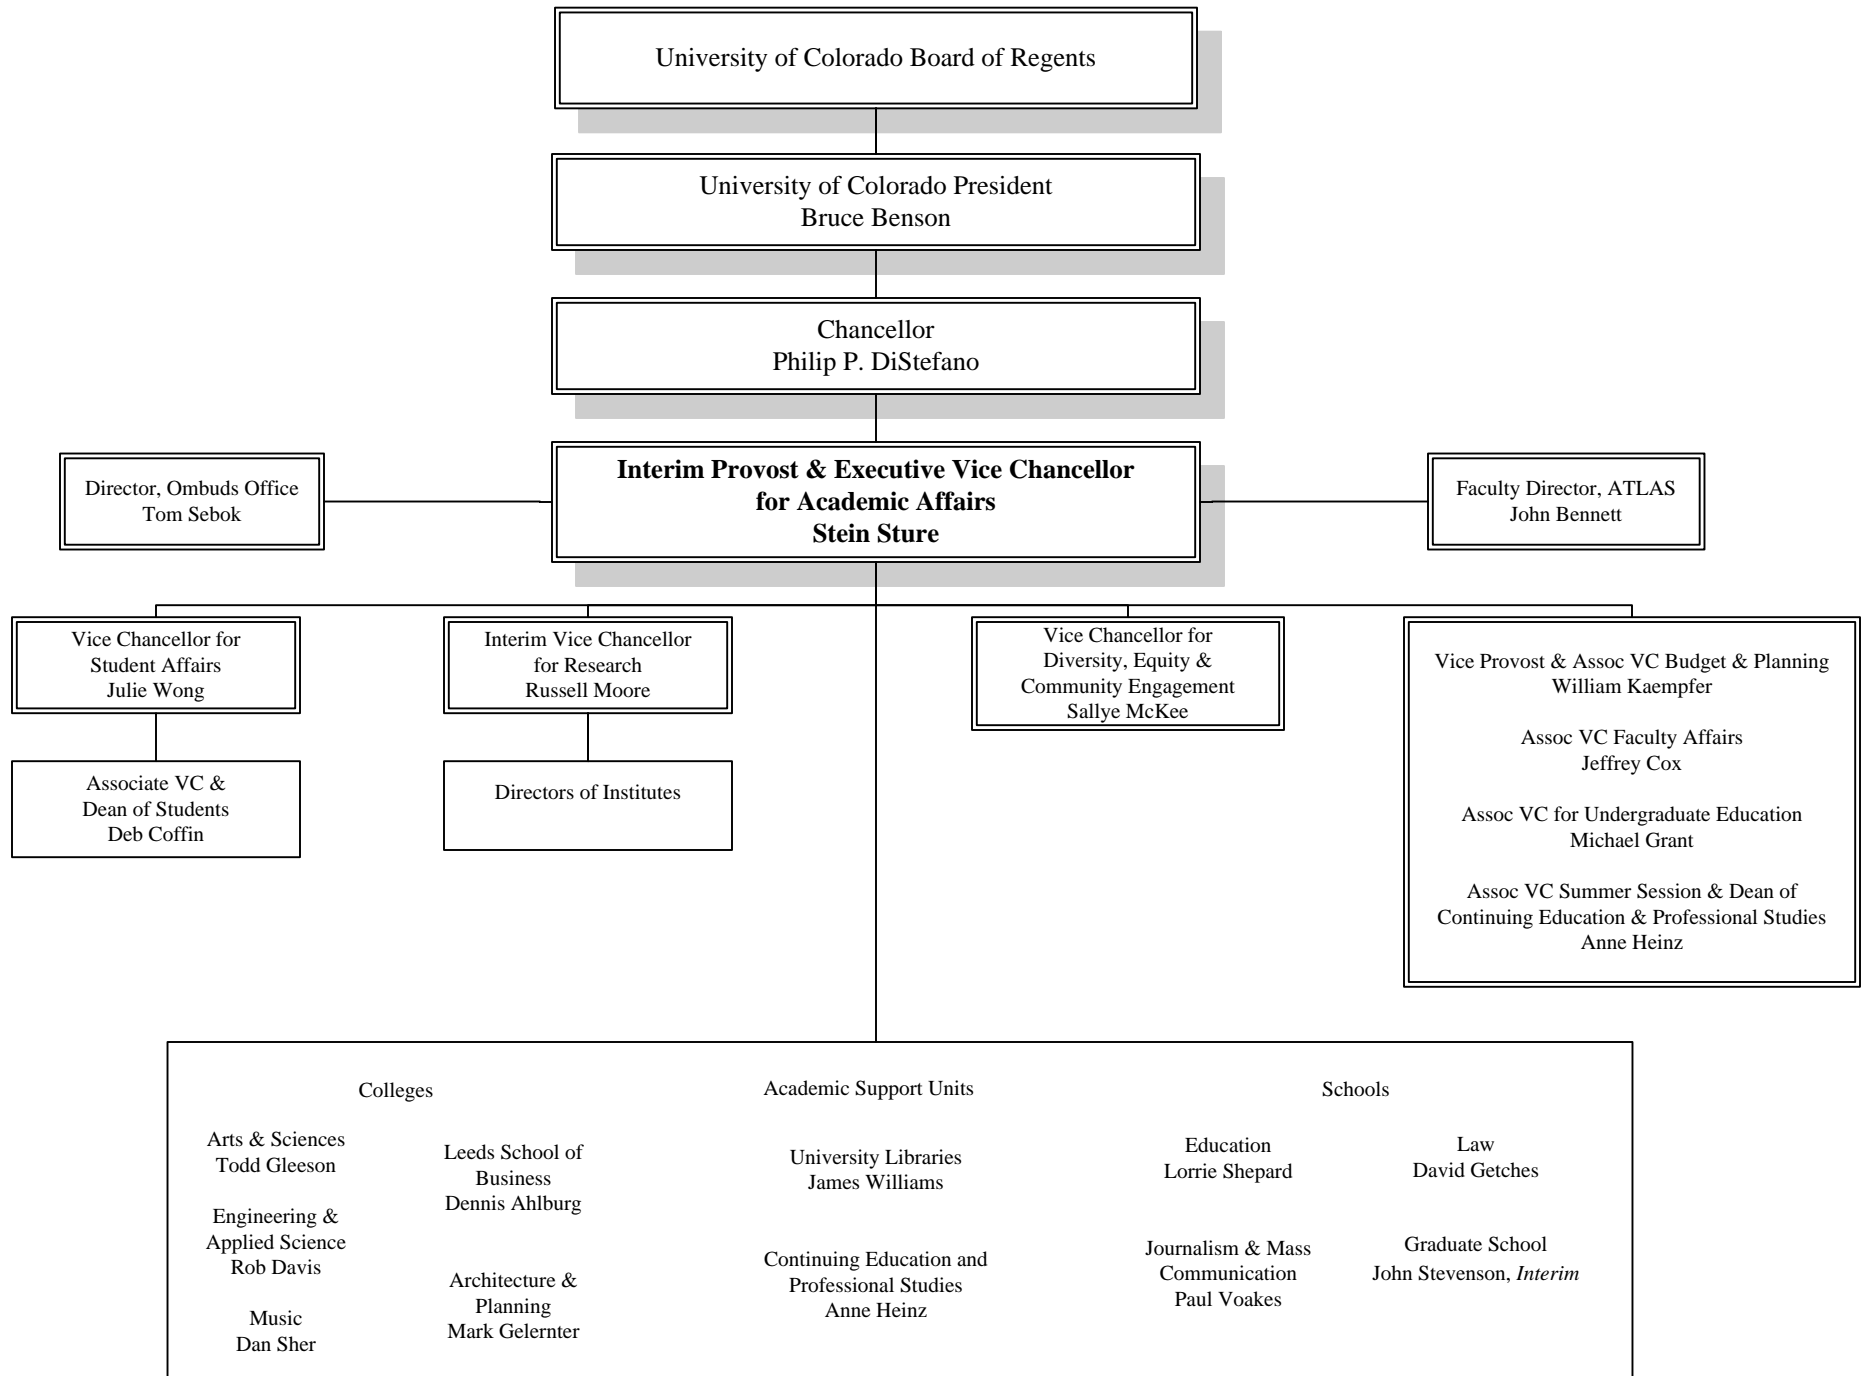 University of Colorado Board of Regents
University of Colorado President
Bruce Benson
Chancellor
Philip P. DiStefano
Director, Ombuds Office
Tom Sebok
Interim Provost & Executive Vice Chancellor
for Academic Affairs
Stein Sture
Faculty Director, ATLAS
John Bennett
Vice Chancellor for
Student Affairs
Julie Wong
Interim Vice Chancellor
for Research
Russell Moore
Vice Chancellor for
Diversity, Equity &
Community Engagement
Sallye McKee
Vice Provost & Assoc VC Budget & Planning
William Kaempfer
Assoc VC Faculty Affairs
Jeffrey Cox
Assoc VC for Undergraduate Education
Michael Grant
Assoc VC Summer Session & Dean of
Continuing Education & Professional Studies
Anne Heinz
Associate VC &
Dean of Students
Deb Coffin
Directors of Institutes
Colleges
Arts & Sciences
Todd Gleeson
Engineering &
Applied Science
Rob Davis
Music
Dan Sher
Leeds School of
Business
Dennis Ahlburg
Architecture &
Planning
Mark Gelernter
Academic Support Units
University Libraries
James Williams
Continuing Education and
Professional Studies
Anne Heinz
Schools
Education
Lorrie Shepard
Journalism & Mass
Communication
Paul Voakes
Law
David Getches
Graduate School
John Stevenson, Interim